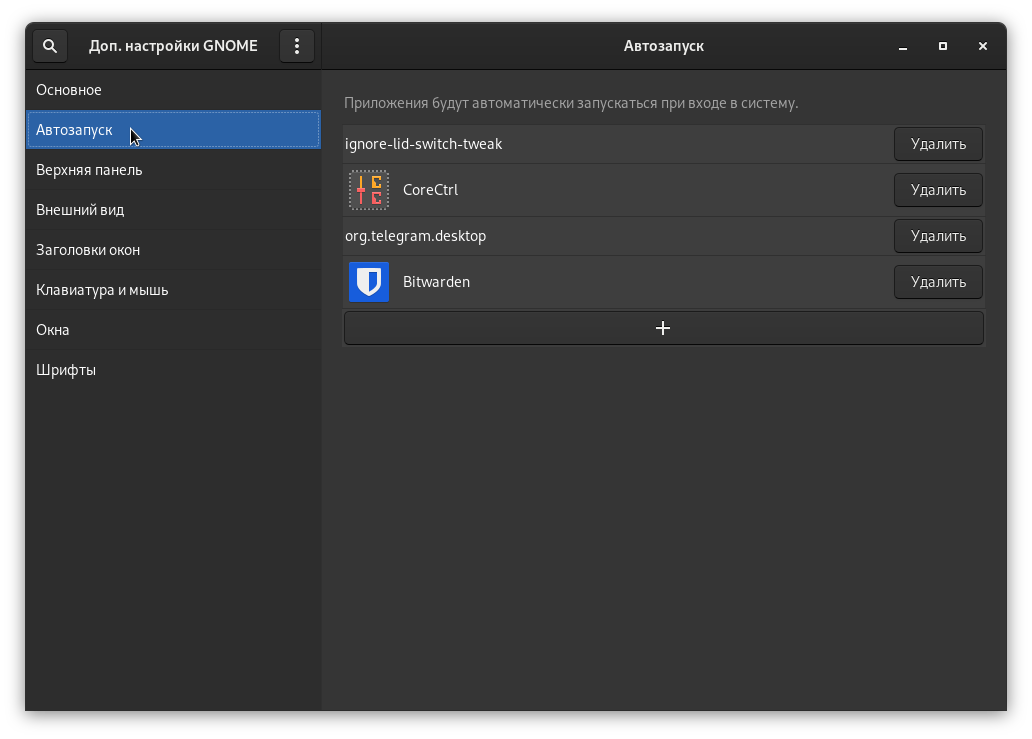 Доп. настройки GNOME
Автозапуск
Основное
Автозапуск
Верхняя панель
Внешний вид
Заголовки окон
Клавиатура и мышь
Окна
Шрифты
Приложения будут автоматически запускаться при входе в систему.
ignore-lid-switch-tweak Удалить
CoreCtrl Удалить
org.telegram.desktop Удалить
Bitwarden Удалить